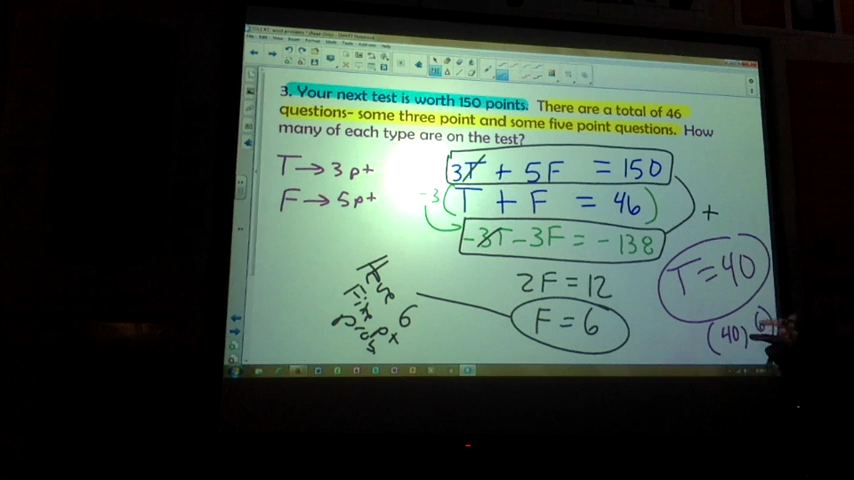 3. Your next test is worth 150 points. There are a total of 46
questions- some three point and some five point questions. How
many of each type are on the test?
T → 3 pt
F → 5 pt
3T + 5F = 150
-3 ( T + F = 46 )
-3T - 3F = -138
+
2F = 12
F = 6
T = 40
Have
6
(40)
(6)